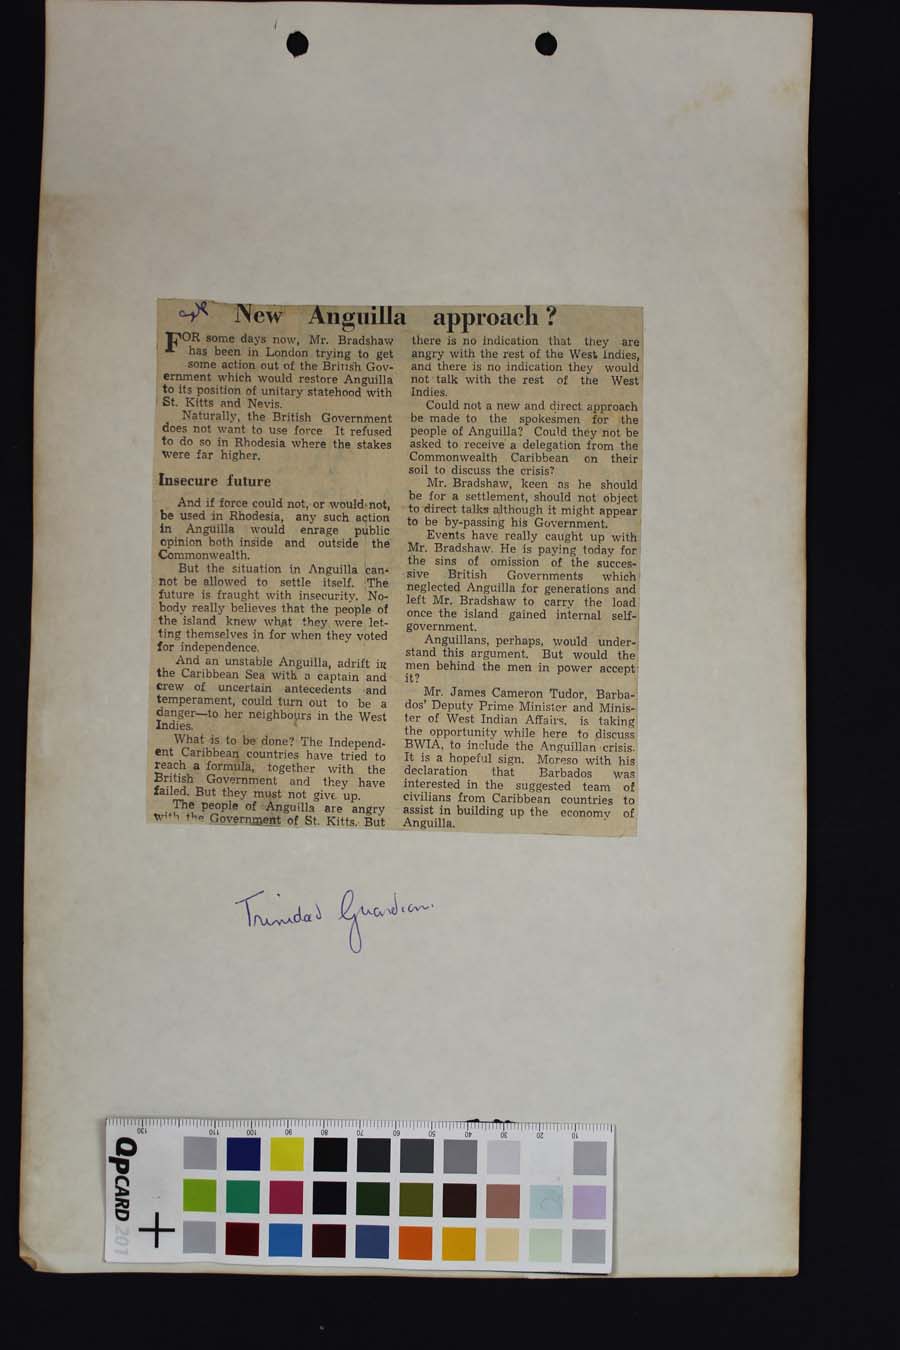 New Anguilla approach?
FOR some days now, Mr. Bradshaw
has been in London trying to get
some action out of the British Gov-
ernment which would restore Anguilla
to its position of unitary statehood with
St. Kitts and Nevis.
Naturally, the British Government
does not want to use force. It refused
to do so in Rhodesia where the stakes
were far higher.
Insecure future
And if force could not, or would not,
be used in Rhodesia, any such action
in Anguilla would enrage public
opinion both inside and outside the
Commonwealth.
But the situation in Anguilla can-
not be allowed to settle itself. The
future is fraught with insecurity. No-
body really believes that the people of
the island knew what they were let-
ting themselves in for when they voted
for independence.
And an unstable Anguilla, adrift in
the Caribbean Sea with a captain and
crew of uncertain antecedents and
temperament, could turn out to be a
danger—to her neighbours in the West
Indies.
What is to be done? The Independ-
ent Caribbean countries have tried to
reach a formula, together with the
British Government and they have
failed. But they must not give up.
The people of Anguilla are angry
with the Government of St. Kitts. But
there is no indication that they are
angry with the rest of the West Indies,
and there is no indication they would
not talk with the rest of the West
Indies.
Could not a new and direct approach
be made to the spokesmen for the
people of Anguilla? Could they not be
asked to receive a delegation from the
Commonwealth Caribbean on their
soil to discuss the crisis?
Mr. Bradshaw, keen as he should
be for a settlement, should not object
to direct talks although it might appear
to be by-passing his Government.
Events have really caught up with
Mr. Bradshaw. He is paying today for
the sins of omission of the succes-
sive British Governments which
neglected Anguilla for generations and
left Mr. Bradshaw to carry the load
once the island gained internal self-
government.
Anguillans, perhaps, would under-
stand this argument. But would the
men behind the men in power accept
it?
Mr. James Cameron Tudor, Barba-
dos' Deputy Prime Minister and Minis-
ter of West Indian Affairs, is taking
the opportunity while here to discuss
BWIA, to include the Anguillan crisis.
It is a hopeful sign. Moreso with his
declaration that Barbados was
interested in the suggested team of
civilians from Caribbean countries to
assist in building up the economy of
Anguilla.
Trinidad Guardian.
130 110 100 90 80 70 60 50 40 30 20 10
QPCARD 201